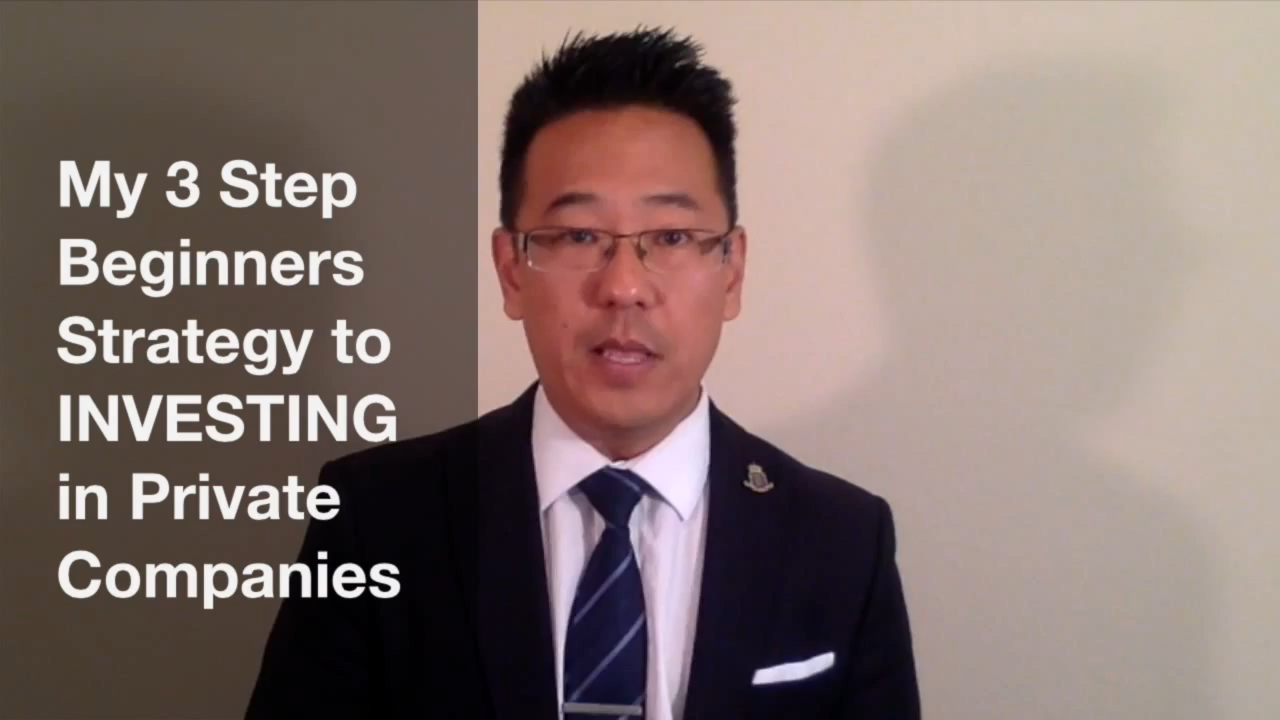 My 3 Step
Beginners
Strategy to
INVESTING
in Private
Companies